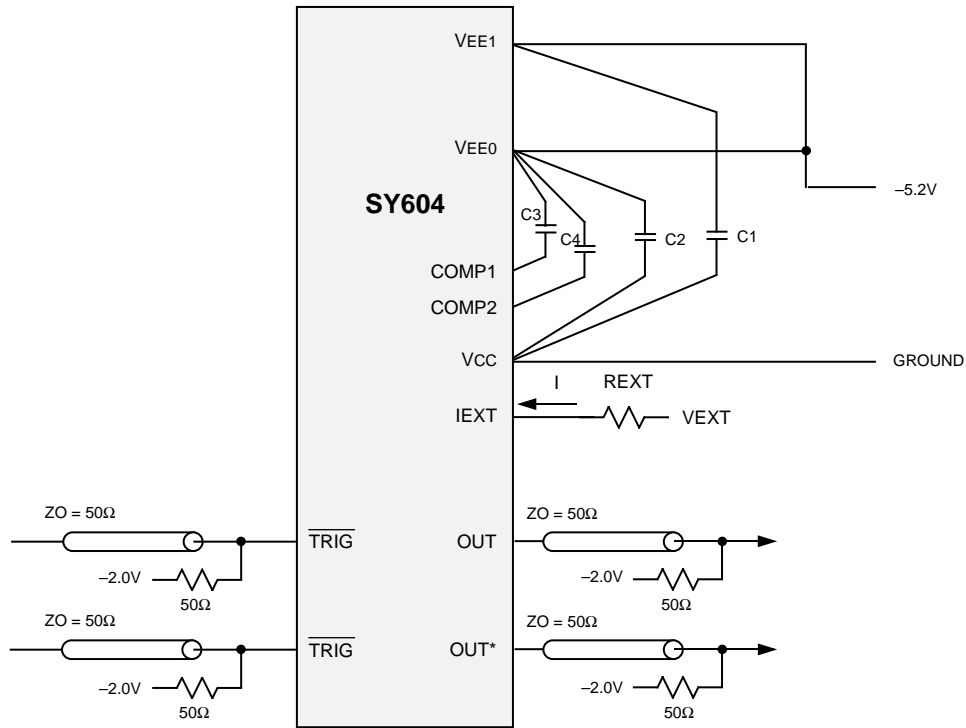 VEE1
VEE0
–5.2V
SY604
C3
C4
C2
C1
COMP1
COMP2
VCC
GROUND
I
REXT
IEXT
VEXT
ZO = 50Ω
TRIG
OUT
ZO = 50Ω
–2.0V
50Ω
–2.0V
50Ω
ZO = 50Ω
TRIG
OUT*
ZO = 50Ω
–2.0V
50Ω
–2.0V
50Ω